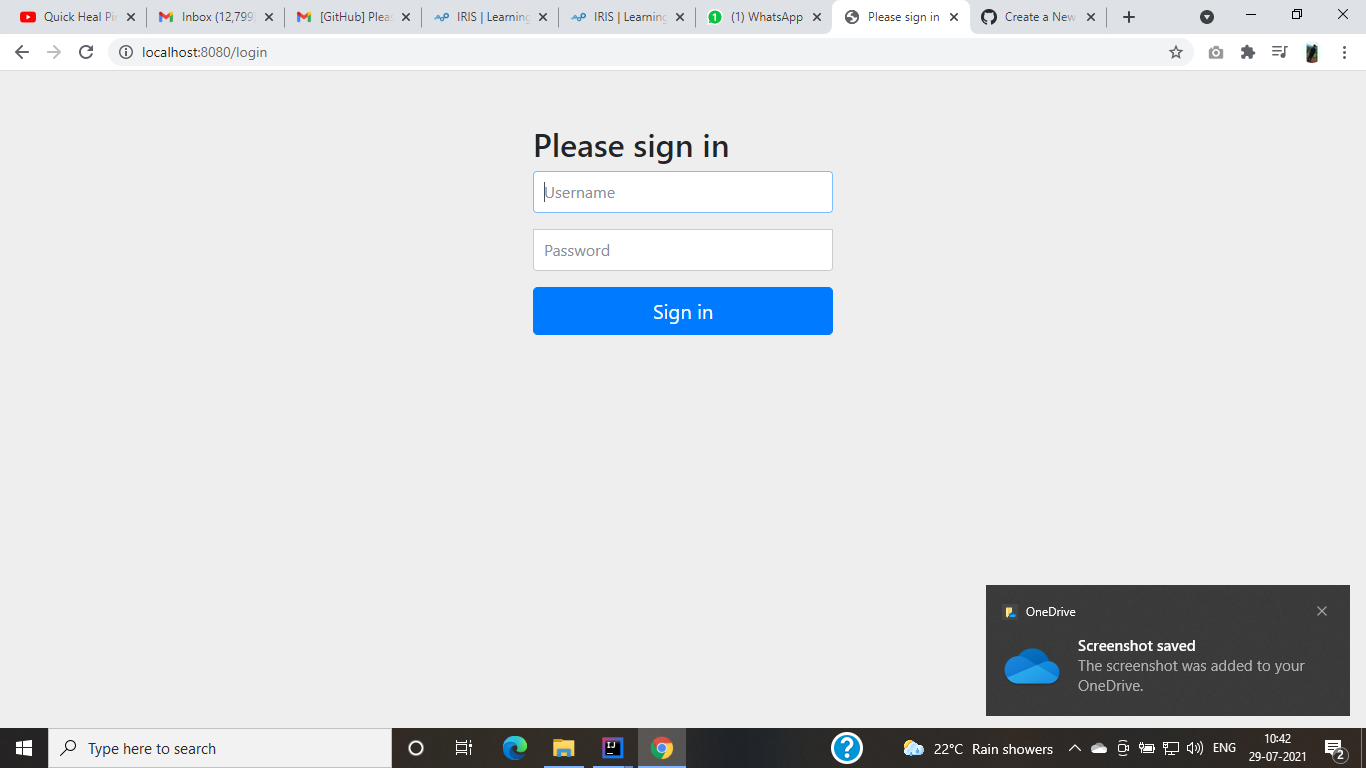 Quick Heal Pi
Inbox (12,799)
[GitHub] Plea
IRIS | Learning
IRIS | Learning
(1) WhatsApp
Please sign in
Create a New
localhost:8080/login
Please sign in
Username
Password
Sign in
OneDrive
Screenshot saved
The screenshot was added to your
OneDrive.
Type here to search
22°C Rain showers
ENG
10:42
29-07-2021
2